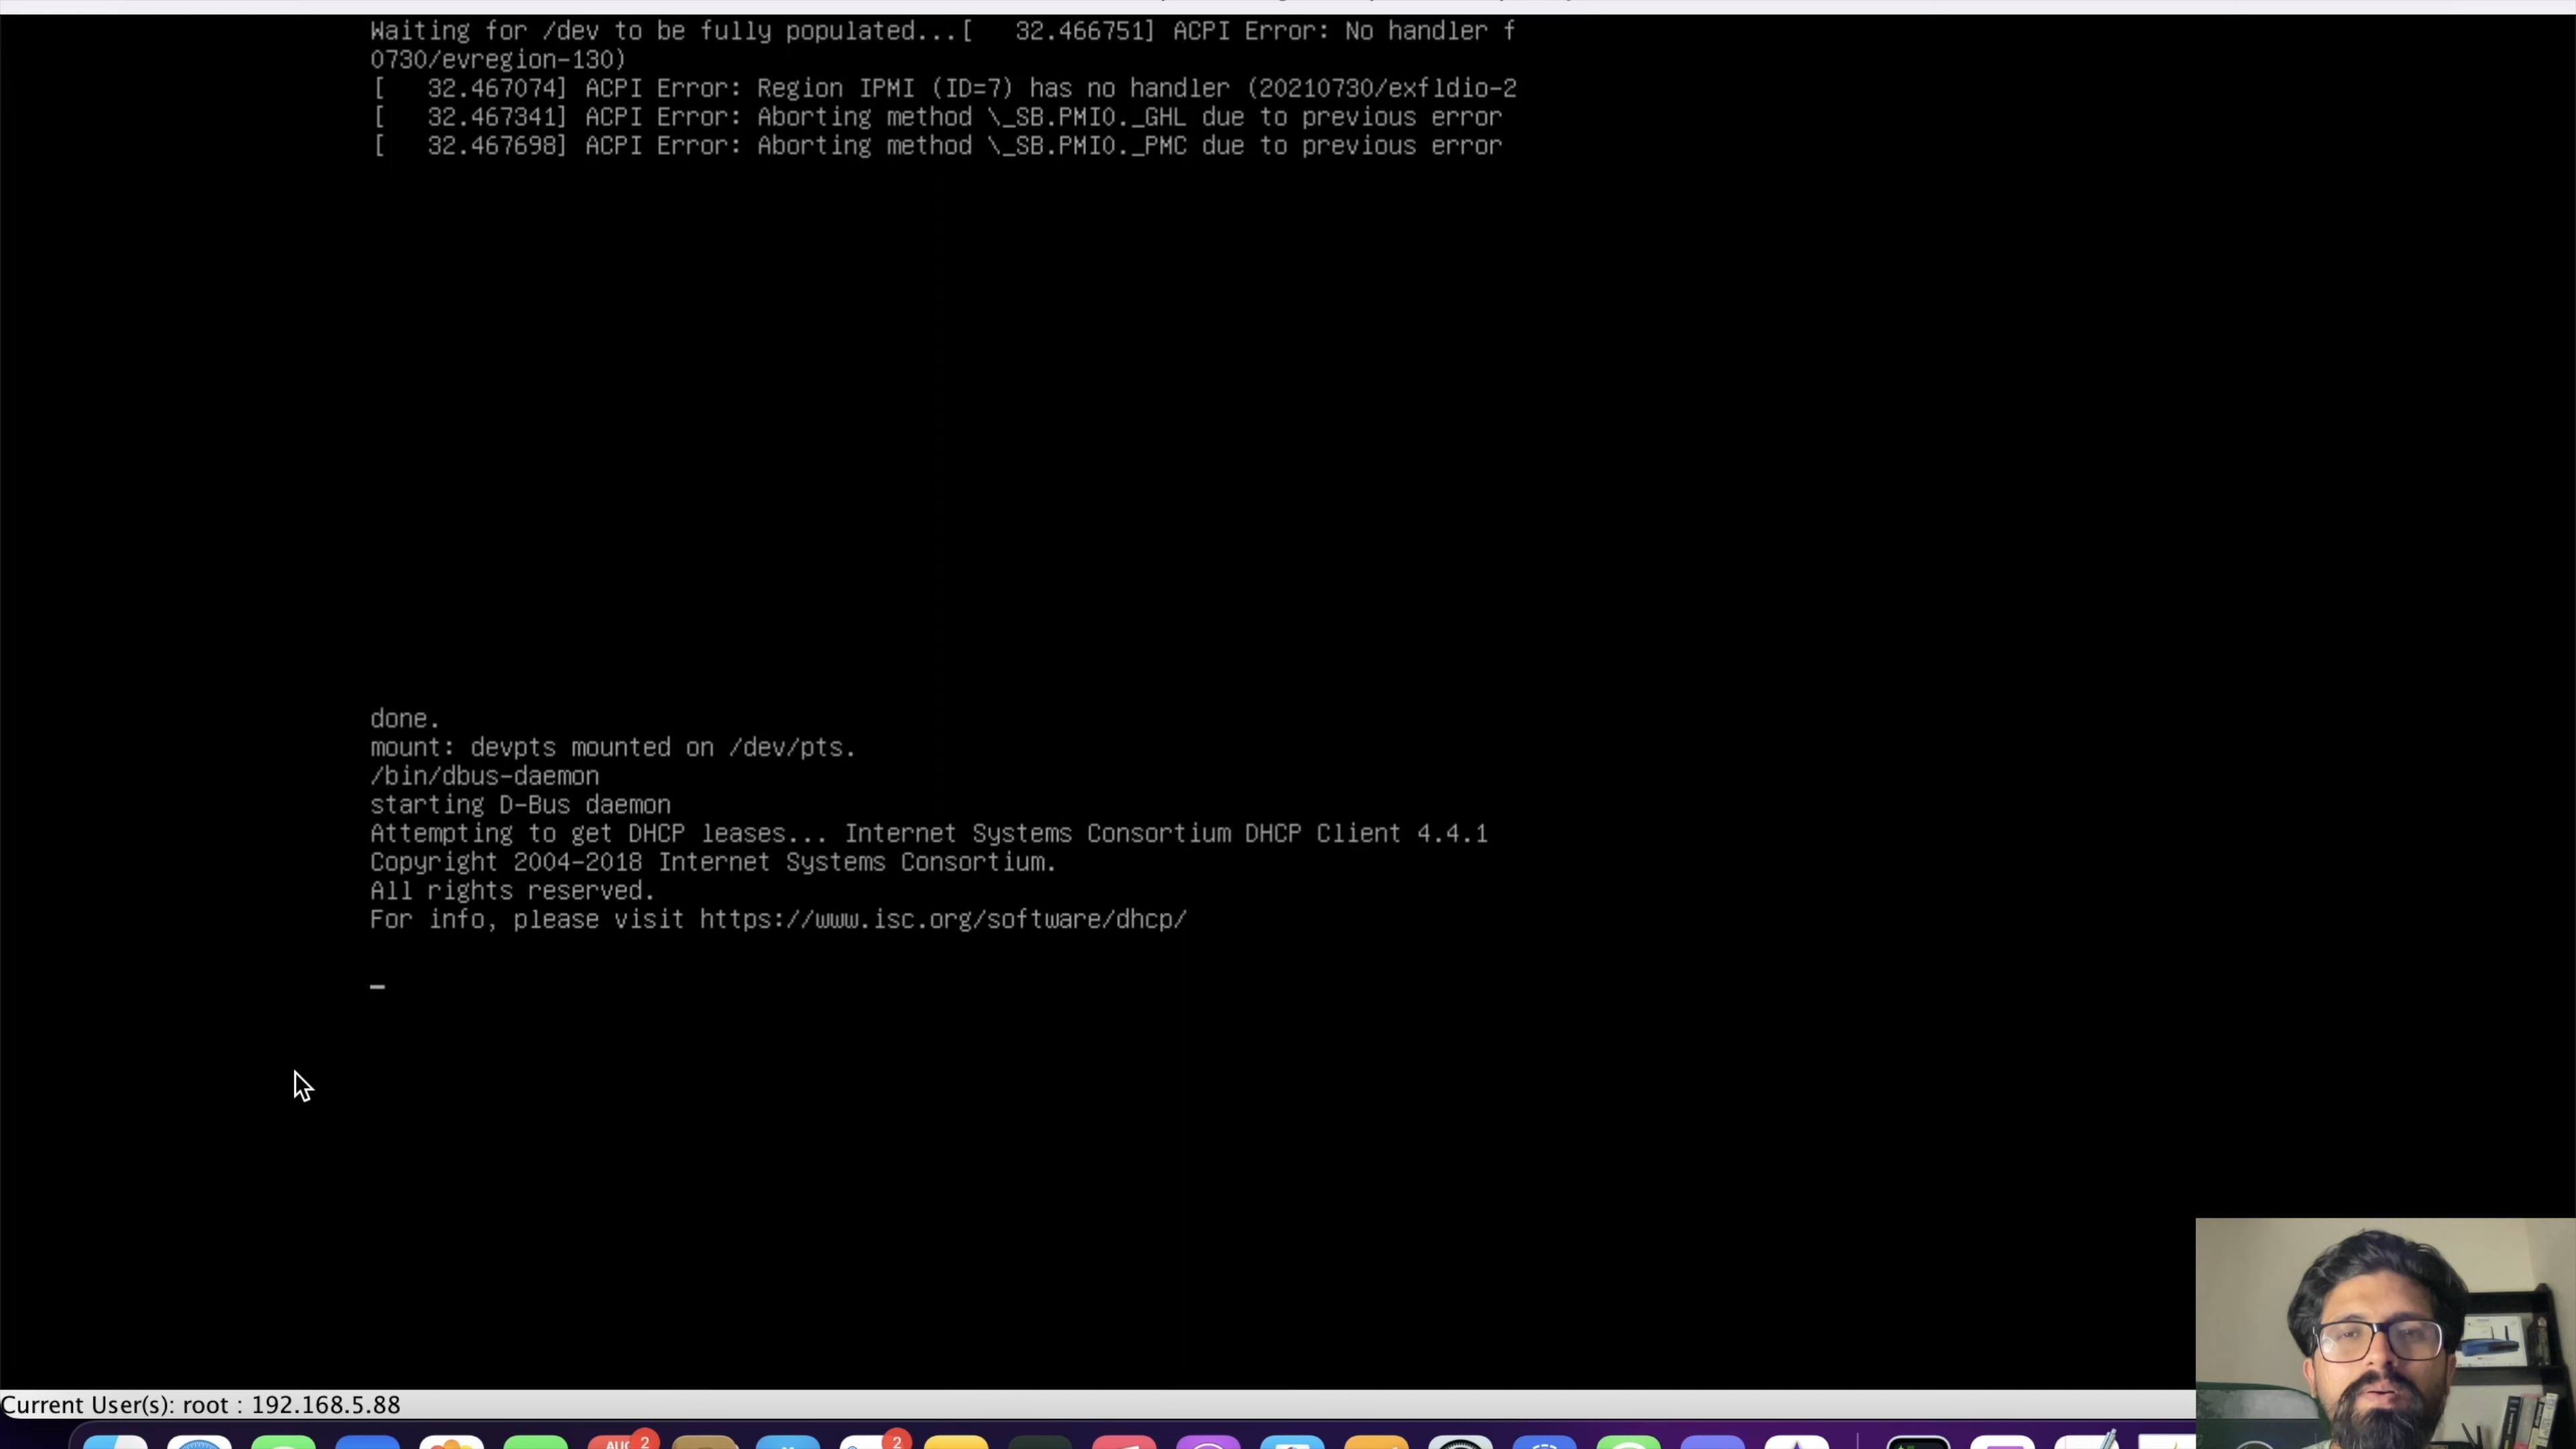 Waiting for /dev to be fully populated...[   32.466751] ACPI Error: No handler f
0730/evregion-130)
[   32.467074] ACPI Error: Region IPMI (ID=7) has no handler (20210730/exfldio-2
[   32.467341] ACPI Error: Aborting method \_SB.PMI0._GHL due to previous error
[   32.467698] ACPI Error: Aborting method \_SB.PMI0._PMC due to previous error
done.
mount: devpts mounted on /dev/pts.
/bin/dbus-daemon
starting D-Bus daemon
Attempting to get DHCP leases... Internet Systems Consortium DHCP Client 4.4.1
Copyright 2004-2018 Internet Systems Consortium.
All rights reserved.
For info, please visit https://www.isc.org/software/dhcp/
_
Current User(s): root : 192.168.5.88
AUG 2
2